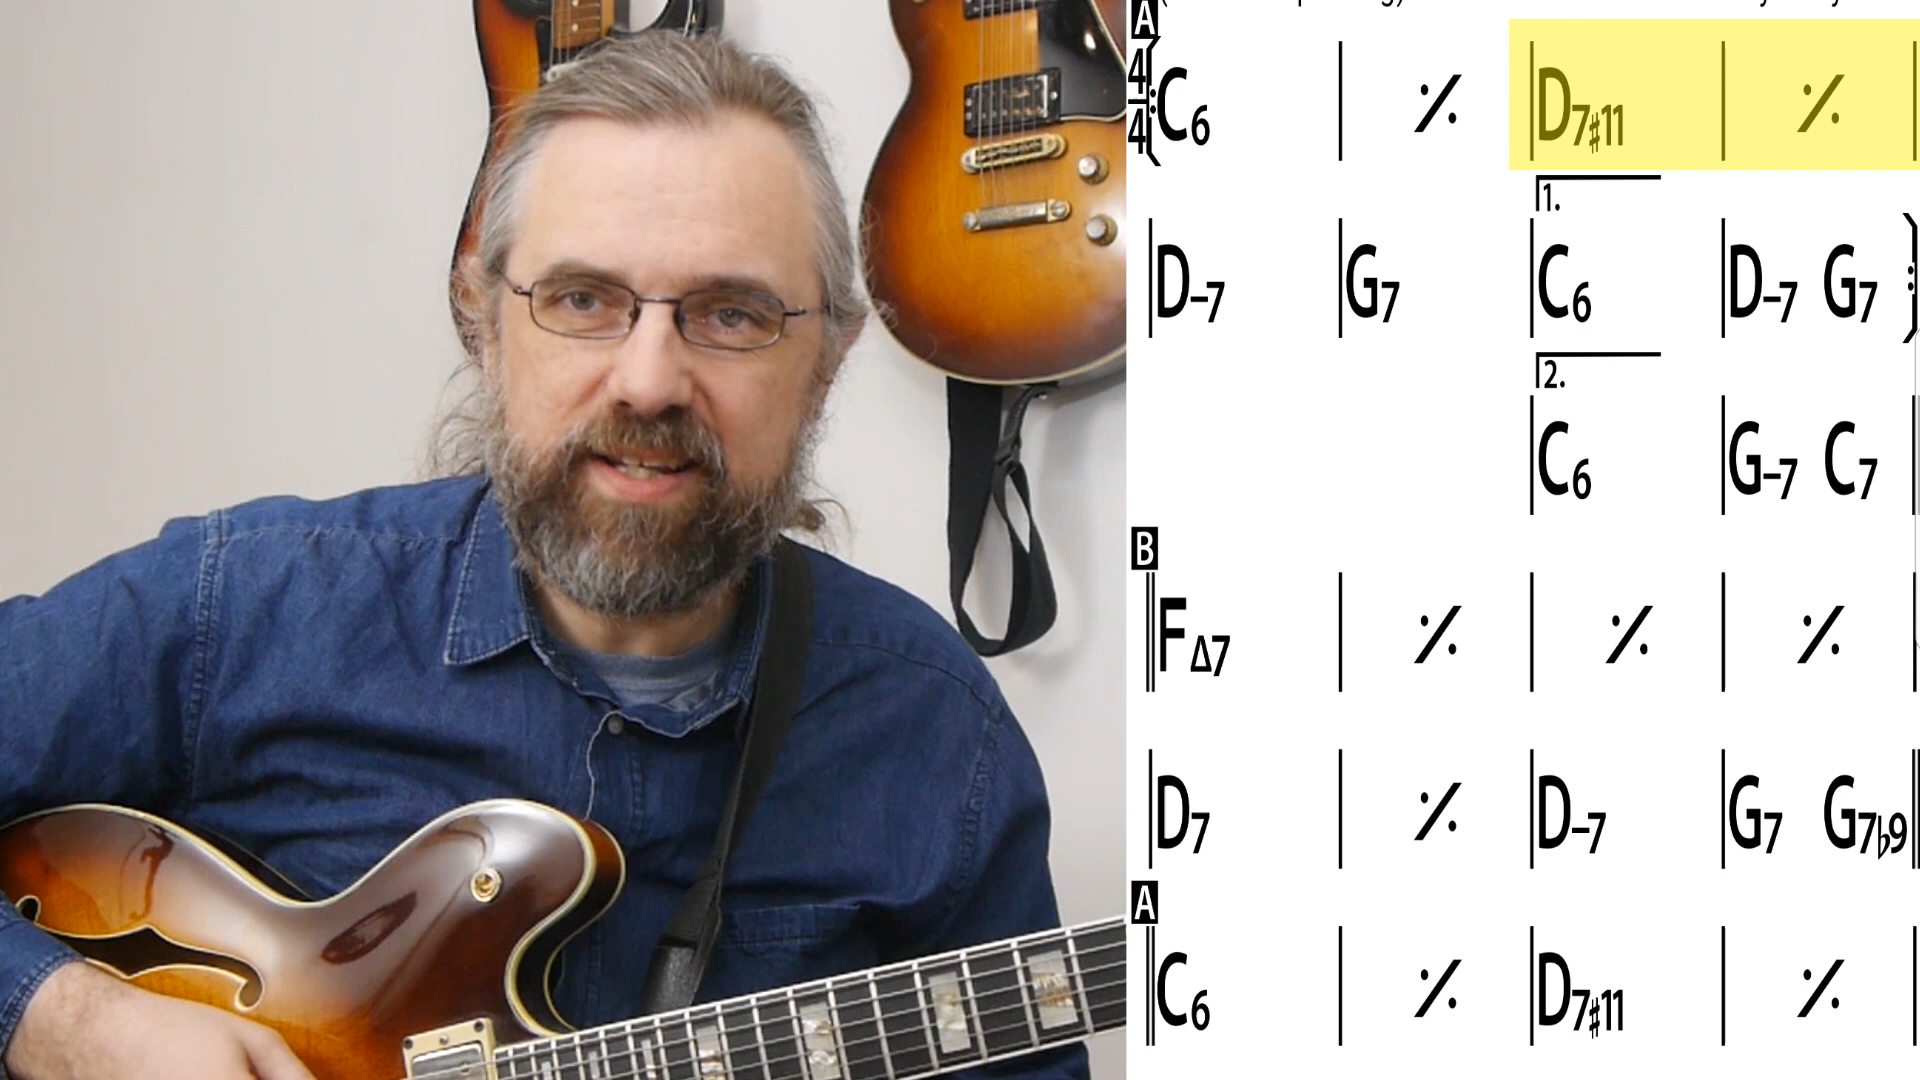 A
4/4 C6 | 𝄎 | D7♯11 | 𝄎 |
1.
| D–7 | G7 | C6 | D–7 G7
2.
| C6 | G–7 C7
B
F∆7 | 𝄎 | 𝄎 | 𝄎 |
| D7 | 𝄎 | D–7 | G7 G7♭9
A
C6 | 𝄎 | D7♯11 | 𝄎 |